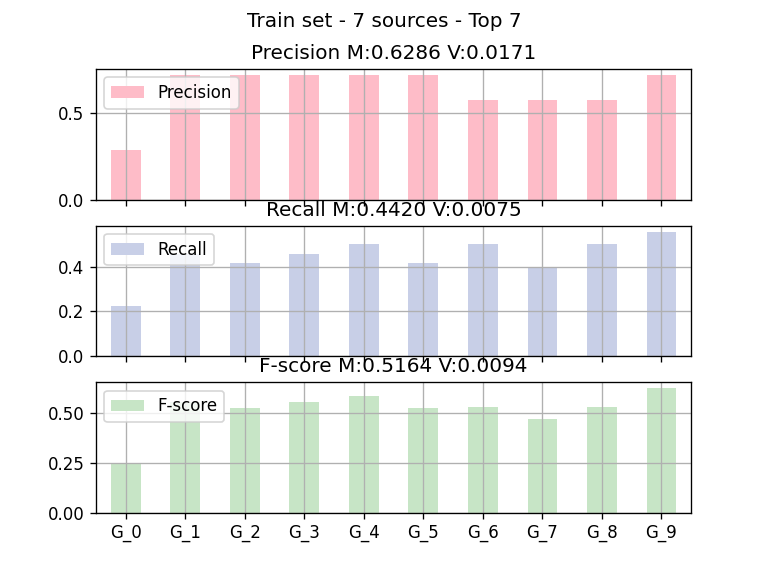 Train set - 7 sources - Top 7
Precision M:0.6286 V:0.0171
Precision
0.5
0.0
Recall M:0.4420 V:0.0075
Recall
0.4
0.2
0.0
F-score M:0.5164 V:0.0094
F-score
0.50
0.25
0.00
G_0 G_1 G_2 G_3 G_4 G_5 G_6 G_7 G_8 G_9